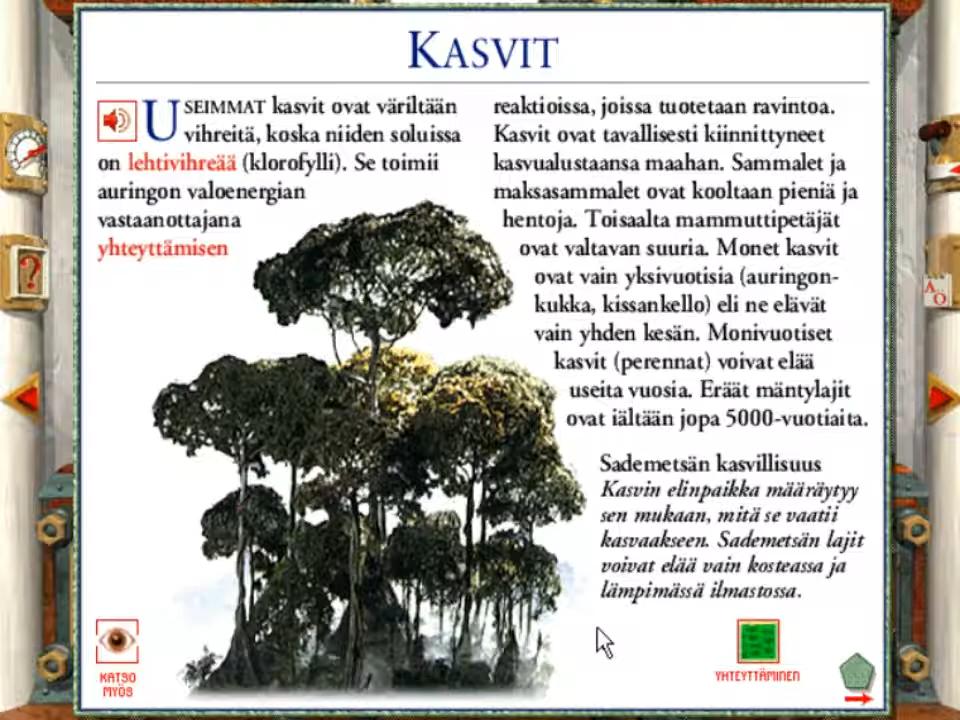 KASVIT
USEIMMAT kasvit ovat väriltään
vihreitä, koska niiden soluissa
on lehtivihreää (klorofylli). Se toimii
auringon valoenergian
vastaanottajana
yhteyttämisen
reaktioissa, joissa tuotetaan ravintoa.
Kasvit ovat tavallisesti kiinnittyneet
kasvualustaansa maahan. Sammalet ja
maksasammalet ovat kooltaan pieniä ja
hentoja. Toisaalta mammuttipetäjät
ovat valtavan suuria. Monet kasvit
ovat vain yksivuotisia (auringon-
kukka, kissankello) eli ne elävät
vain yhden kesän. Monivuotiset
kasvit (perennat) voivat elää
useita vuosia. Eräät mäntylajit
ovat iältään jopa 5000-vuotiaita.
Sademetsän kasvillisuus
Kasvin elinpaikka määräytyy
sen mukaan, mitä se vaatii
kasvaakseen. Sademetsän lajit
voivat elää vain kosteassa ja
lämpimässä ilmastossa.
KATSO
MYÖS
YHTEYTTÄMINEN
?
A
Ö